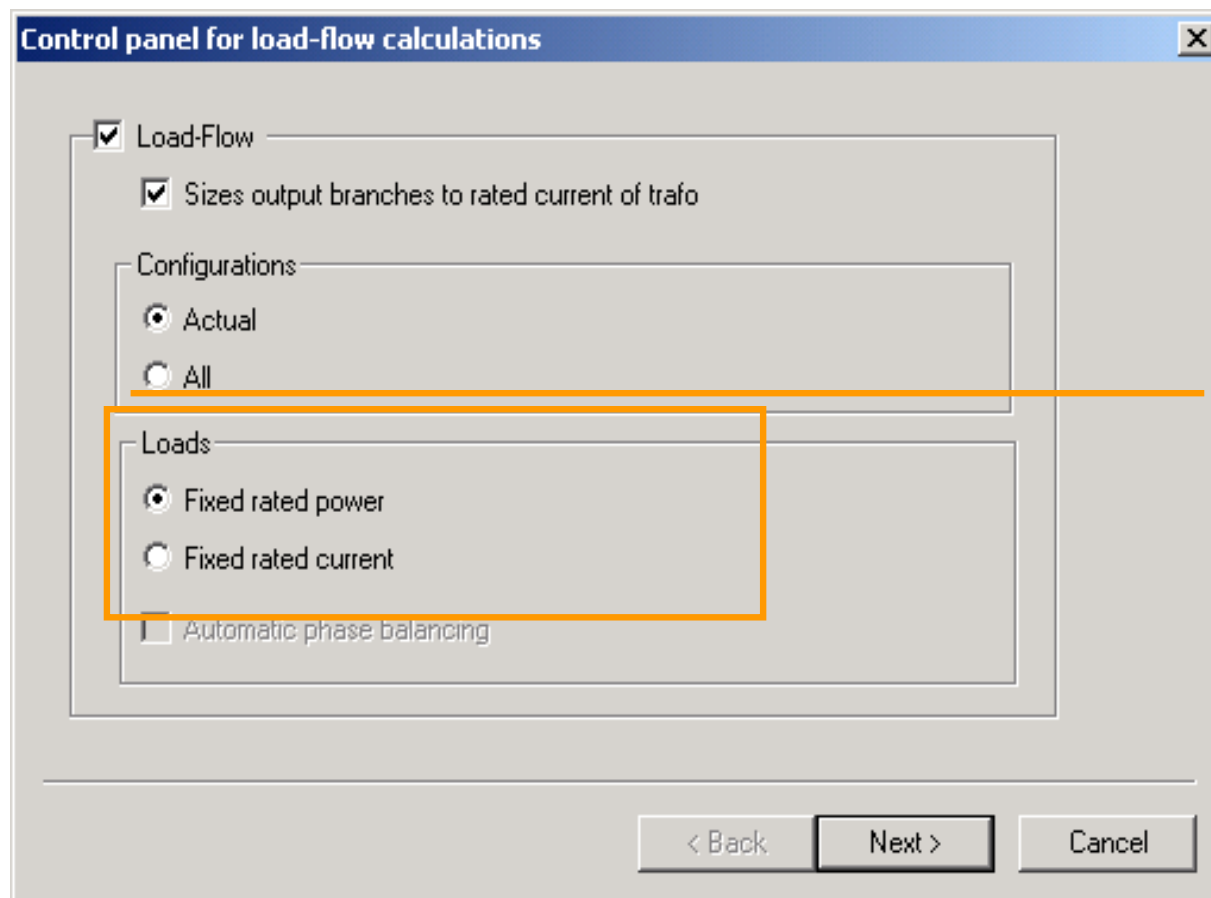 Control panel for load-flow calculations
Load-Flow
Sizes output branches to rated current of trafo
Configurations
Actual
All
Loads
Fixed rated power
Fixed rated current
Automatic phase balancing
< Back
Next >
Cancel